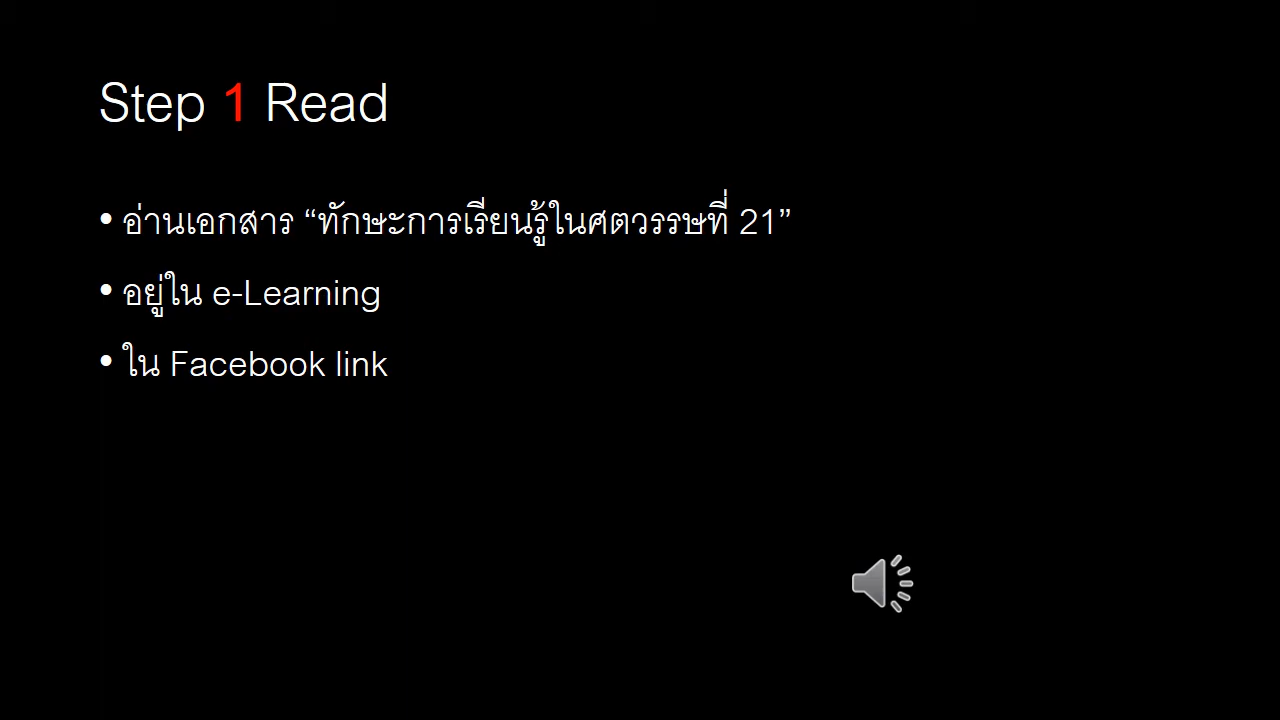 Step 1 Read
• อ่านเอกสาร “ทักษะการเรียนรู้ในศตวรรษที่ 21”
• อยู่ใน e-Learning
• ใน Facebook link